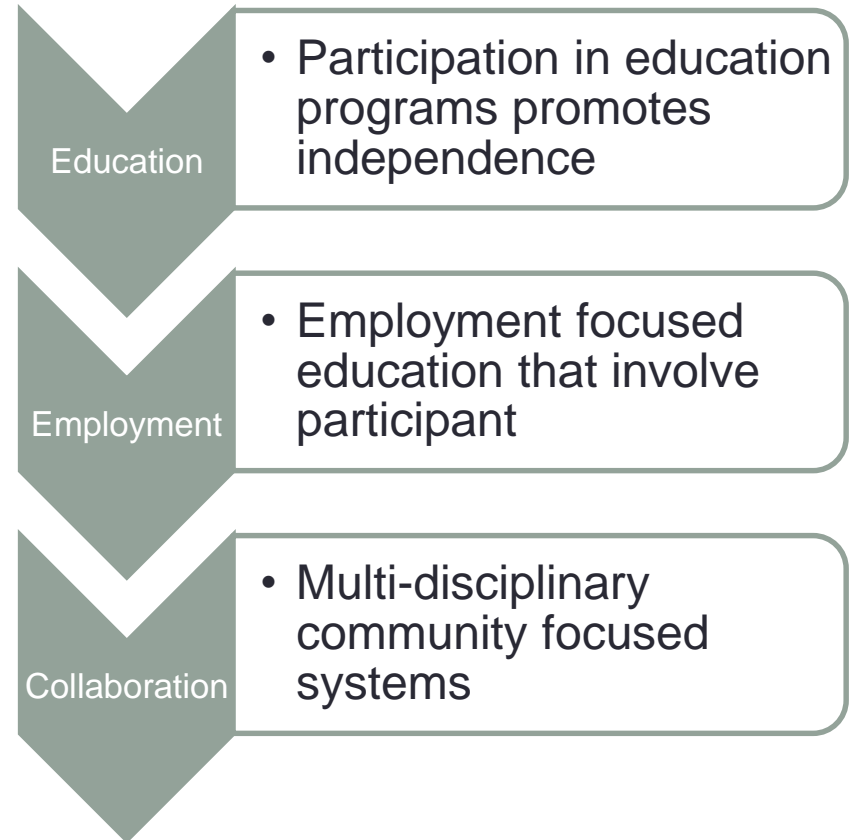 Education
• Participation in education
programs promotes
independence
Employment
• Employment focused
education that involve
participant
Collaboration
• Multi-disciplinary
community focused
systems